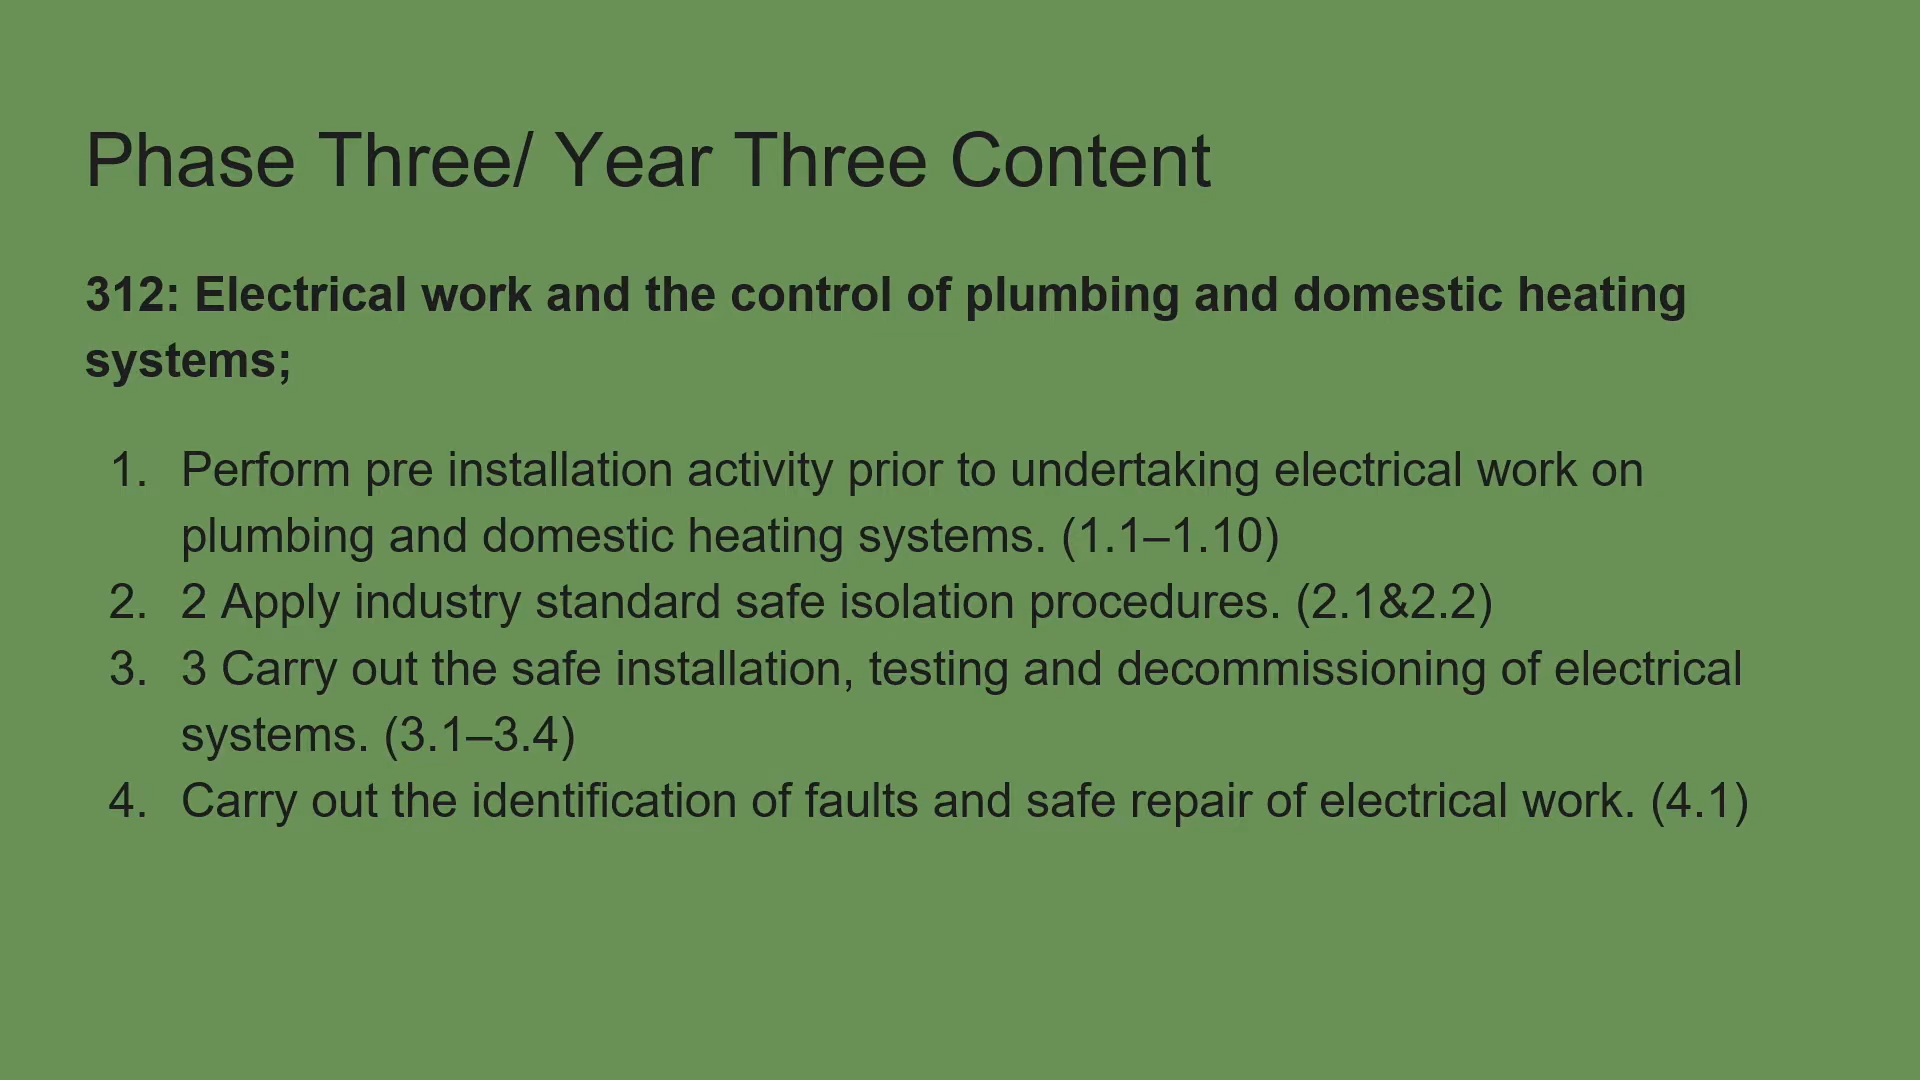 Phase Three/ Year Three Content
312: Electrical work and the control of plumbing and domestic heating
systems;
1. Perform pre installation activity prior to undertaking electrical work on
plumbing and domestic heating systems. (1.1–1.10)
2. 2 Apply industry standard safe isolation procedures. (2.1&2.2)
3. 3 Carry out the safe installation, testing and decommissioning of electrical
systems. (3.1–3.4)
4. Carry out the identification of faults and safe repair of electrical work. (4.1)